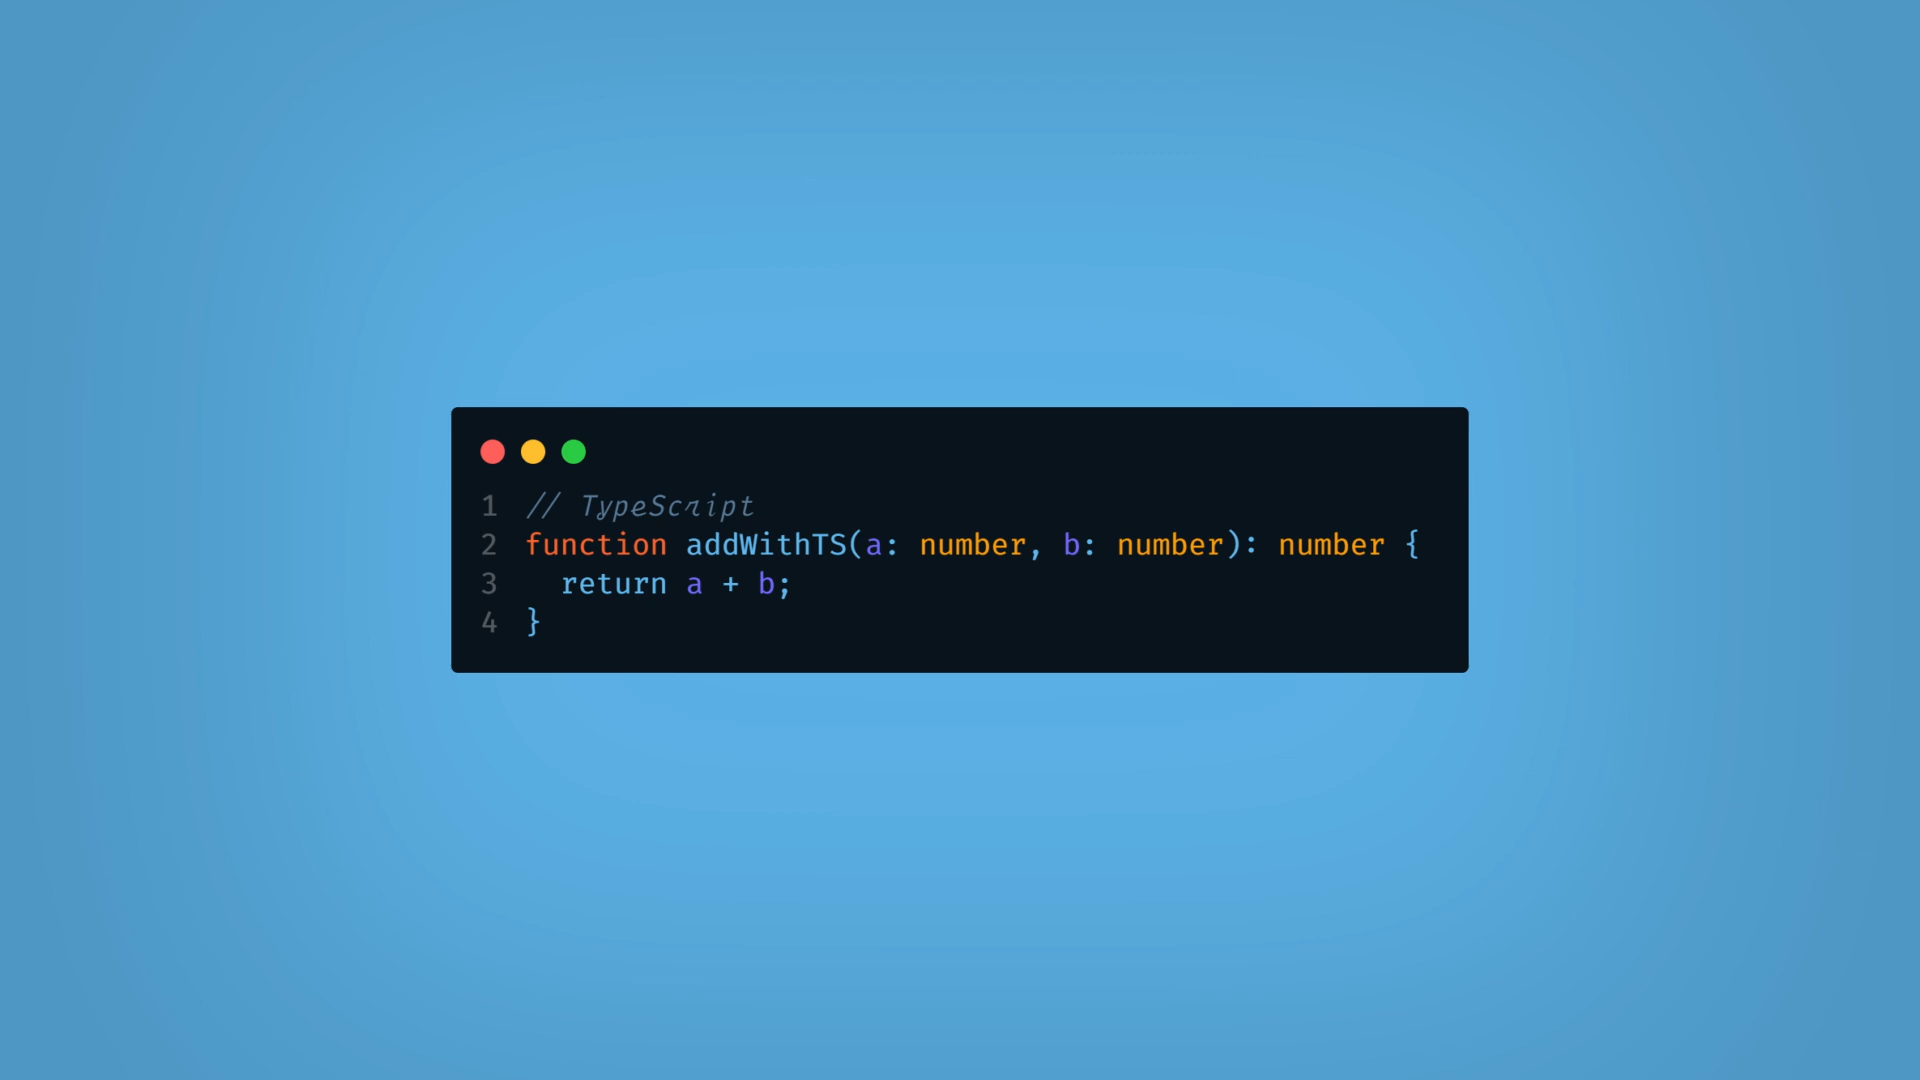 1 // TypeScript
2 function addWithTS(a: number, b: number): number {
3   return a + b;
4 }